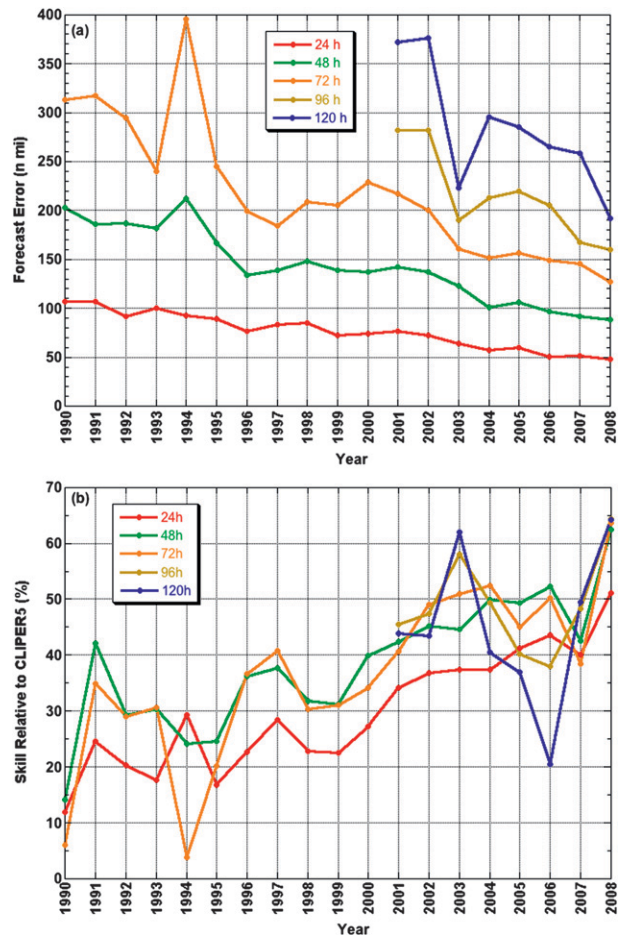 (a)
24 h
48 h
72 h
96 h
120 h
400
350
300
250
200
150
100
50
0
Forecast Error (n mi)
1990 1991 1992 1993 1994 1995 1996 1997 1998 1999 2000 2001 2002 2003 2004 2005 2006 2007 2008
Year
(b)
24h
48h
72h
96h
120h
70
60
50
40
30
20
10
0
Skill Relative to CLIPER5 (%)
1990 1991 1992 1993 1994 1995 1996 1997 1998 1999 2000 2001 2002 2003 2004 2005 2006 2007 2008
Year